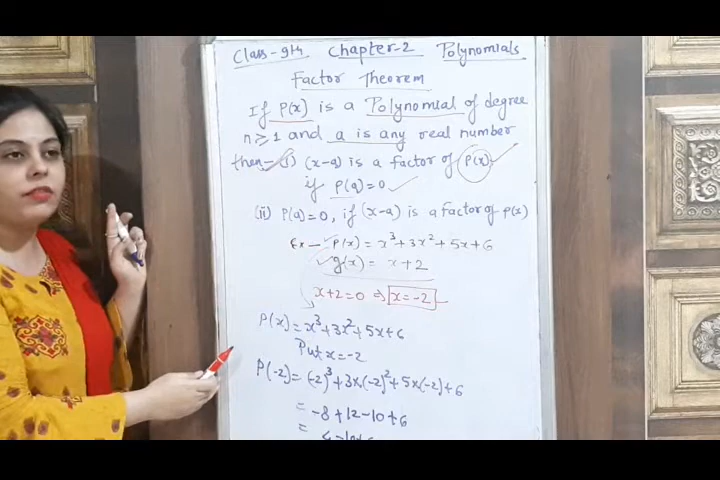 Class-9th Chapter-2 Polynomials
Factor Theorem
If P(x) is a Polynomial of degree
n ≥ 1 and a is any real number
then - (i) (x-a) is a factor of P(x)
if P(a) = 0
(ii) P(a) = 0, if (x-a) is a factor of p(x)
Ex - P(x) = x³+3x²+5x+6
g(x) = x+2
x+2=0 ⇒ x=-2
P(x) = x³+3x²+5x+6
Put x = -2
P(-2) = (-2)³+3x(-2)²+5x(-2)+6
= -8+12-10+6
=